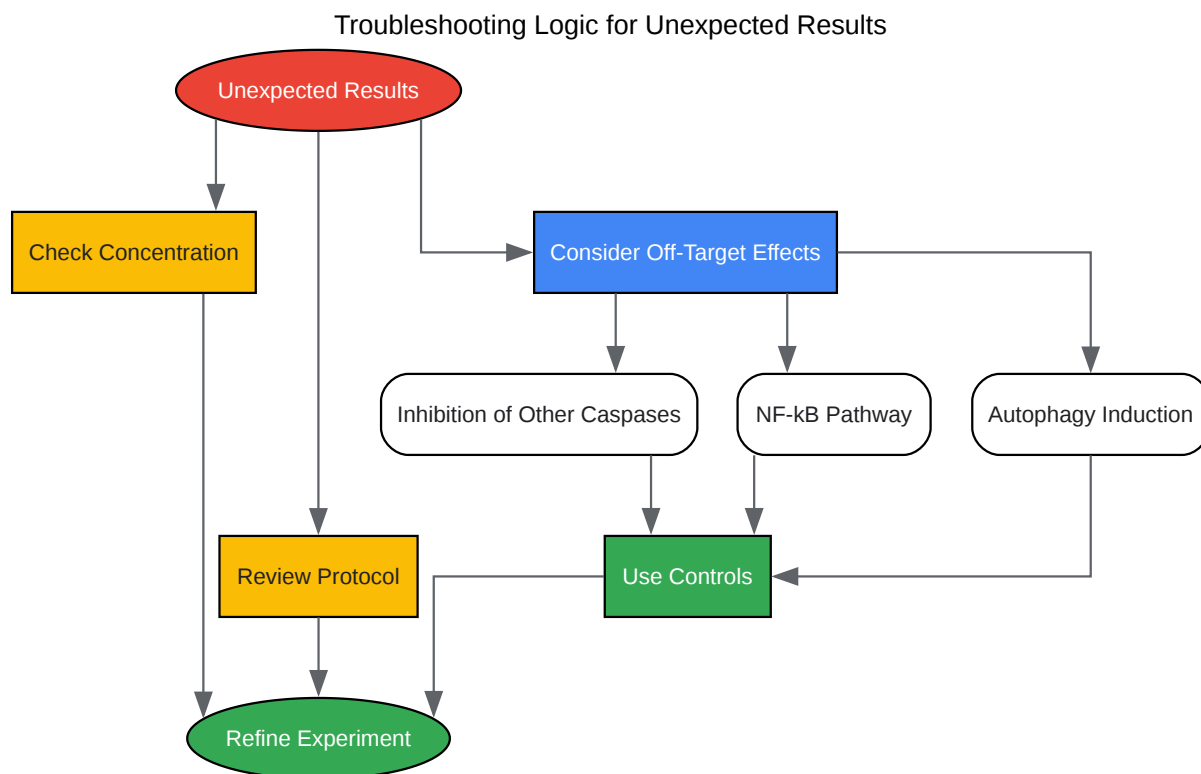 Troubleshooting Logic for Unexpected Results
Unexpected Results
Check Concentration
Consider Off-Target Effects
Inhibition of Other Caspases
NF-kB Pathway
Autophagy Induction
Review Protocol
Use Controls
Refine Experiment